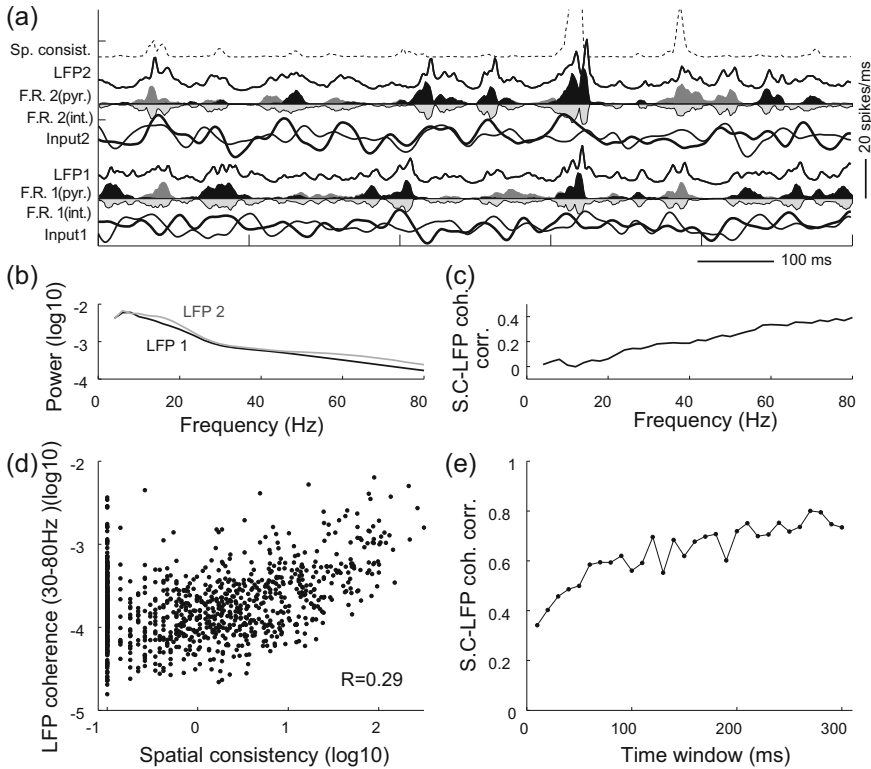 (a)
Sp. consist.
LFP2
F.R. 2(pyr.)
F.R. 2(int.)
Input2
LFP1
F.R. 1(pyr.)
F.R. 1(int.)
Input1
20 spikes/ms
100 ms
(b)
Power (log10)
-2
-3
-4
LFP 2
LFP 1
0 20 40 60 80
Frequency (Hz)
(c)
S.C-LFP coh.
corr.
0.4
0.2
0
0 20 40 60 80
Frequency (Hz)
(d)
LFP coherence (30-80Hz )(log10)
-2
-3
-4
-5
R=0.29
-1 0 1 2
Spatial consistency (log10)
(e)
S.C-LFP coh. corr.
1
0.8
0.6
0.4
0.2
0
0 100 200 300
Time window (ms)